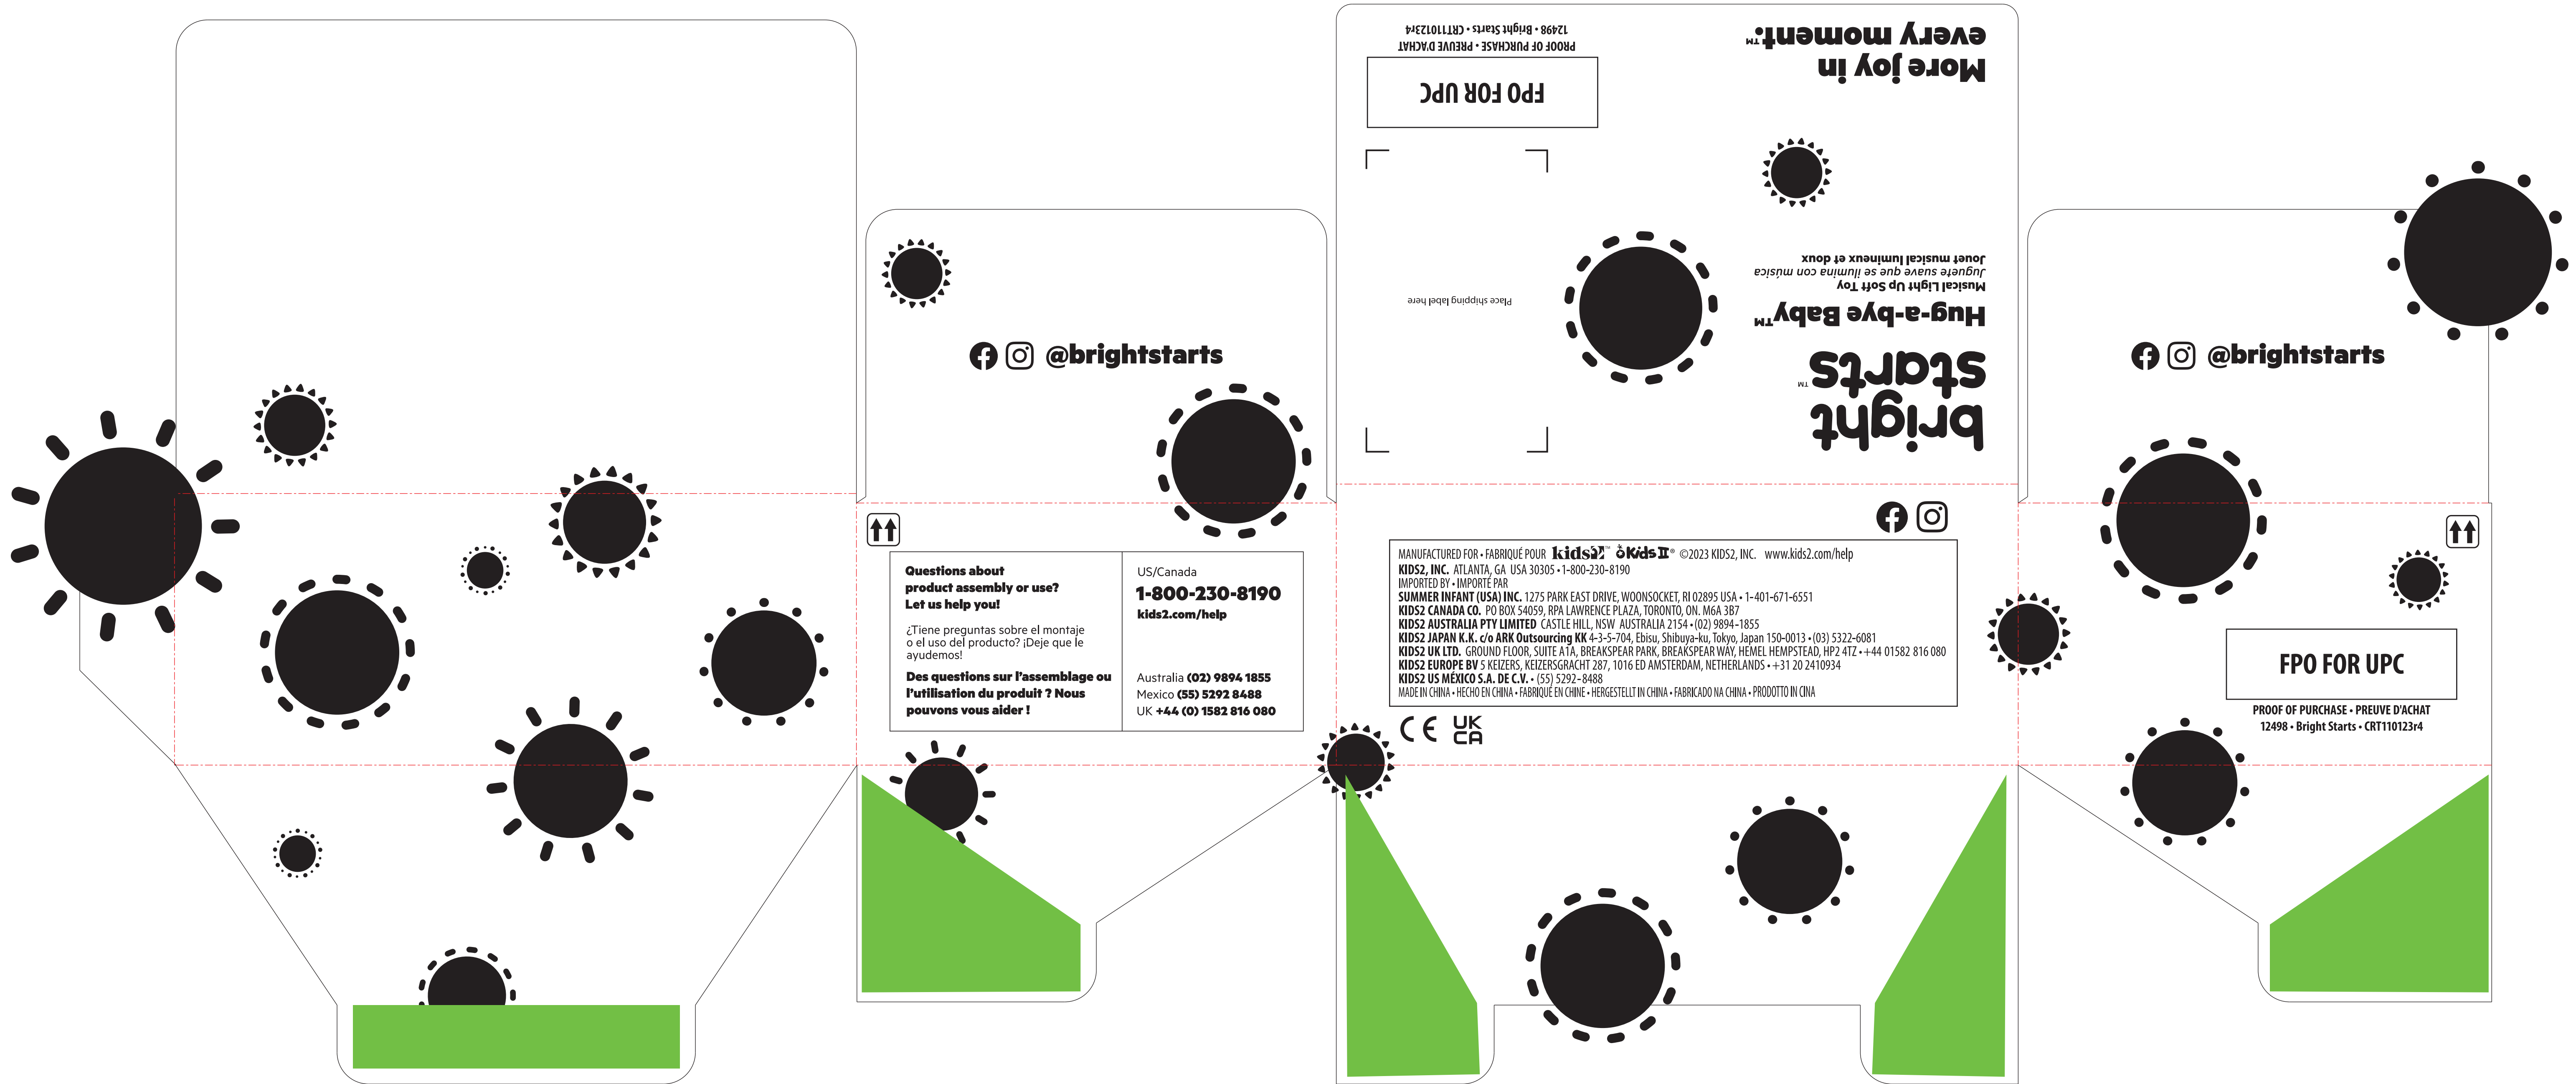 @brightstarts
Questions about
product assembly or use?
Let us help you!
¿Tiene preguntas sobre el montaje
o el uso del producto? ¡Deje que le
ayudemos!
Des questions sur l’assemblage ou
l’utilisation du produit ? Nous
pouvons vous aider !
US/Canada
1-800-230-8190
kids2.com/help
Australia (02) 9894 1855
Mexico (55) 5292 8488
UK +44 (0) 1582 816 080
bright
starts™
Hug-a-bye Baby™
Musical Light Up Soft Toy
Juguete suave que se ilumina con música
Jouet musical lumineux et doux
More joy in
every moment.™
Place shipping label here
FPO FOR UPC
PROOF OF PURCHASE • PREUVE D'ACHAT
12498 • Bright Starts • CRT110123r4
MANUFACTURED FOR • FABRIQUÉ POUR kids2™ Kids II® ©2023 KIDS2, INC. www.kids2.com/help
KIDS2, INC. ATLANTA, GA USA 30305 • 1-800-230-8190
IMPORTED BY • IMPORTÉ PAR
SUMMER INFANT (USA) INC. 1275 PARK EAST DRIVE, WOONSOCKET, RI 02895 USA • 1-401-671-6551
KIDS2 CANADA CO. PO BOX 54059, RPA LAWRENCE PLAZA, TORONTO, ON. M6A 3B7
KIDS2 AUSTRALIA PTY LIMITED CASTLE HILL, NSW AUSTRALIA 2154 • (02) 9894-1855
KIDS2 JAPAN K.K. c/o ARK Outsourcing KK 4-3-5-704, Ebisu, Shibuya-ku, Tokyo, Japan 150-0013 • (03) 5322-6081
KIDS2 UK LTD. GROUND FLOOR, SUITE A1A, BREAKSPEAR PARK, BREAKSPEAR WAY, HEMEL HEMPSTEAD, HP2 4TZ • +44 01582 816 080
KIDS2 EUROPE BV 5 KEIZERS, KEIZERSGRACHT 287, 1016 ED AMSTERDAM, NETHERLANDS • +31 20 2410934
KIDS2 US MÉXICO S.A. DE C.V. • (55) 5292-8488
MADE IN CHINA • HECHO EN CHINA • FABRIQUÉ EN CHINE • HERGESTELLT IN CHINA • FABRICADO NA CHINA • PRODOTTO IN CINA
CE UK
CA
@brightstarts
FPO FOR UPC
PROOF OF PURCHASE • PREUVE D'ACHAT
12498 • Bright Starts • CRT110123r4